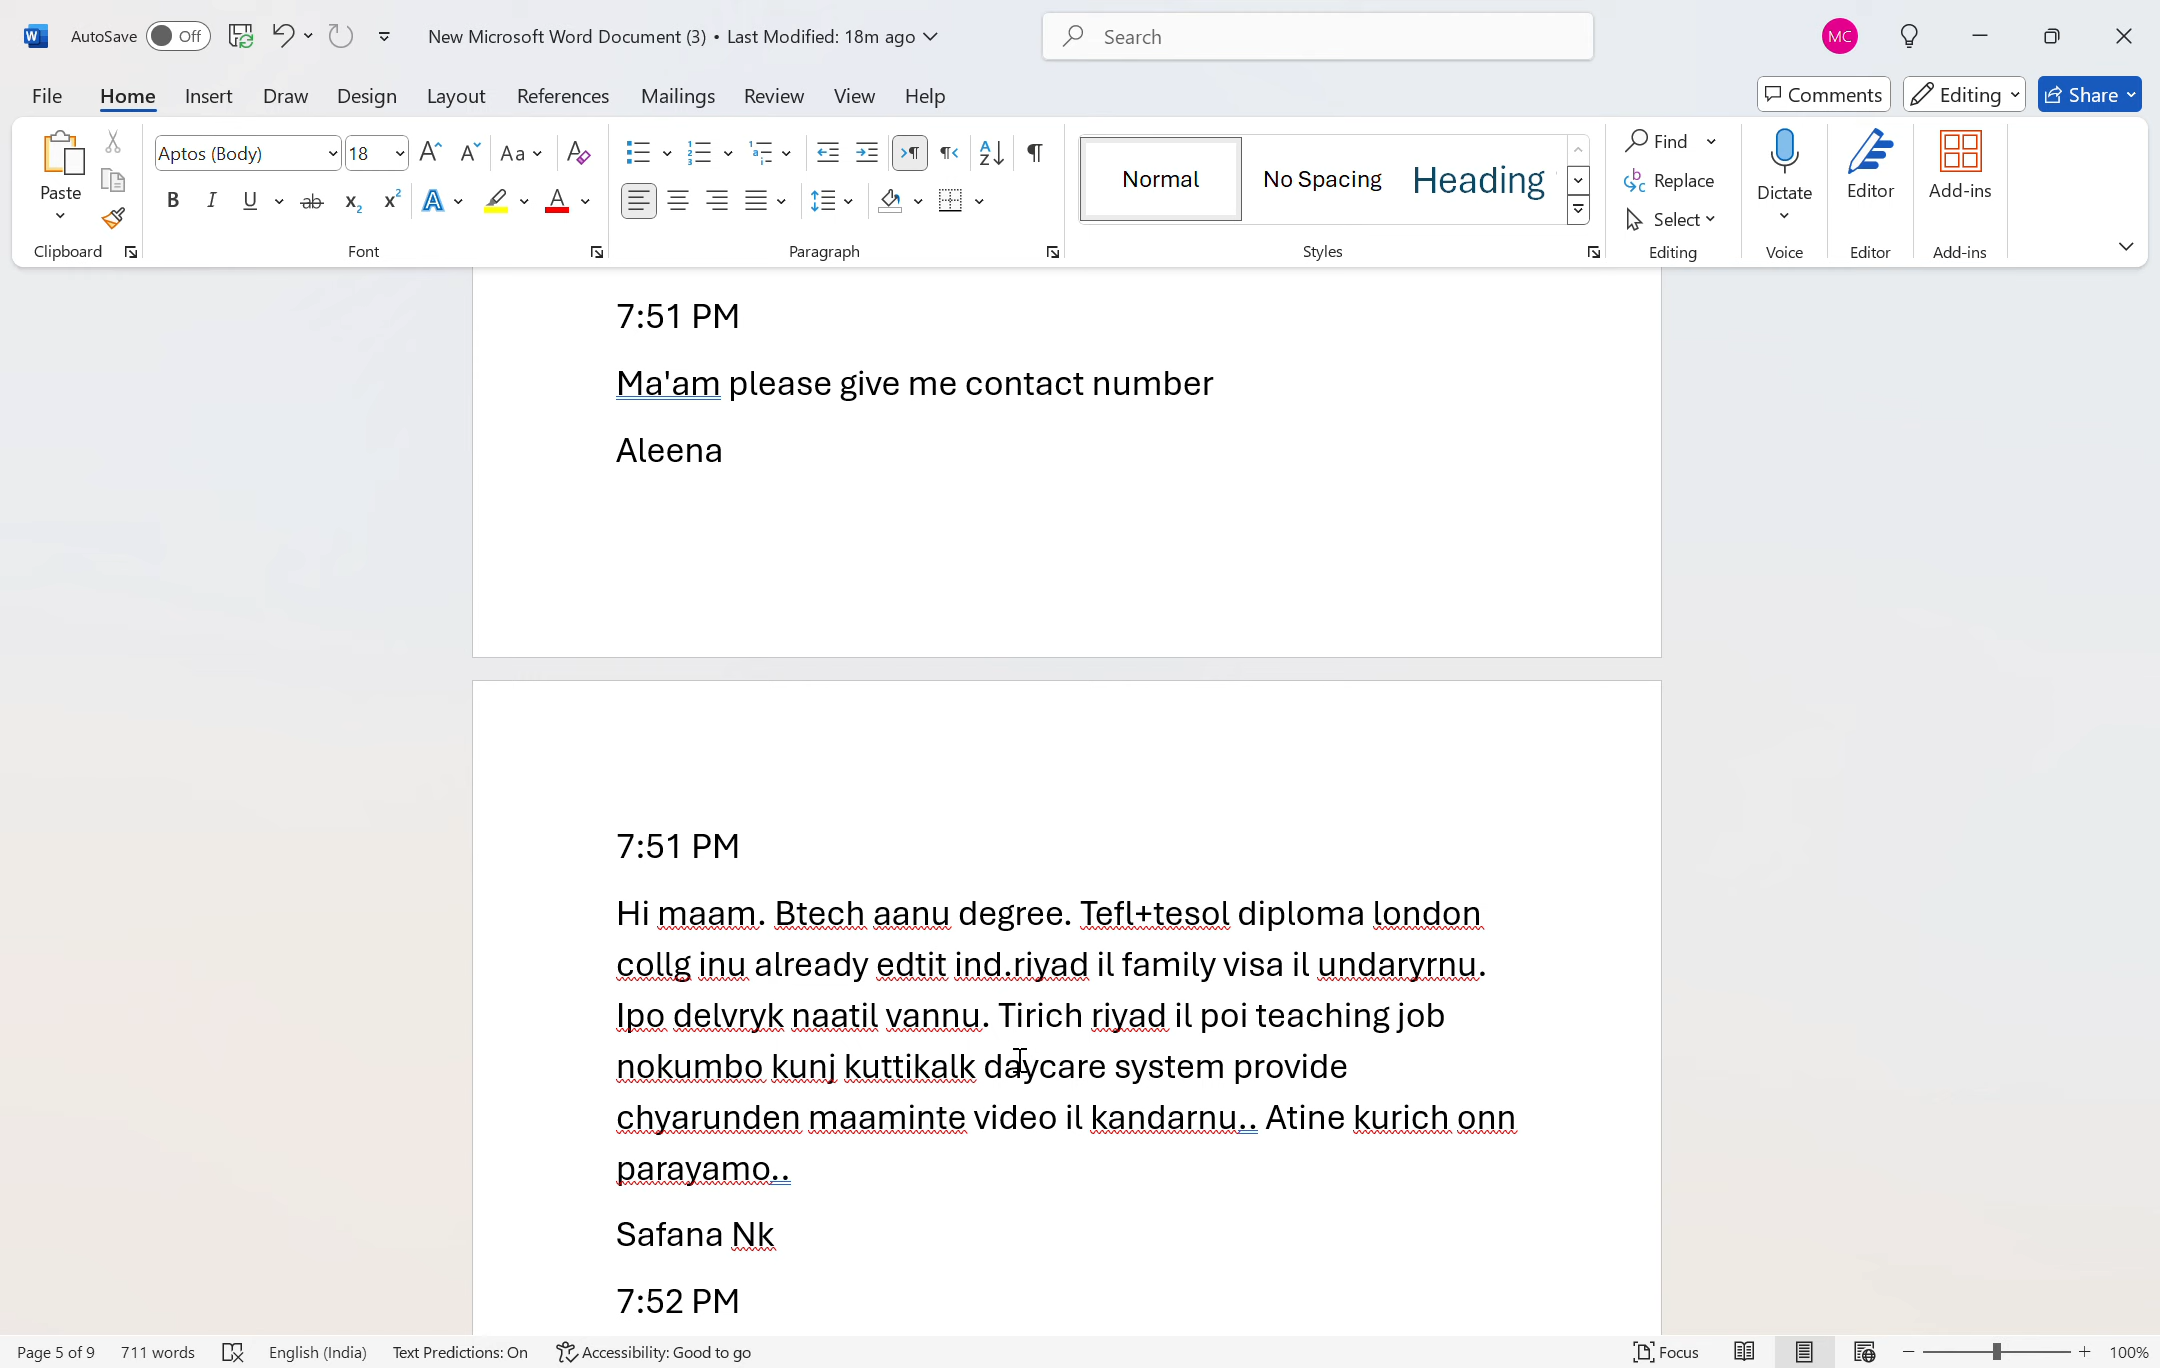 AutoSave Off New Microsoft Word Document (3) • Last Modified: 18m ago Search MC
File Home Insert Draw Design Layout References Mailings Review View Help Comments Editing Share
Paste Aptos (Body) 18 Normal No Spacing Heading Find Replace Select Dictate Editor Add-ins
Clipboard Font Paragraph Styles Editing Voice Editor Add-ins
7:51 PM
Ma'am please give me contact number
Aleena
7:51 PM
Hi maam. Btech aanu degree. Tefl+tesol diploma london
collg inu already edtit ind.riyad il family visa il undaryrnu.
Ipo delvryk naatil vannu. Tirich riyad il poi teaching job
nokumbo kunj kuttikalk daycare system provide
chyarunden maaminte video il kandarnu.. Atine kurich onn
parayamo..
Safana Nk
7:52 PM
Page 5 of 9 711 words English (India) Text Predictions: On Accessibility: Good to go Focus 100%